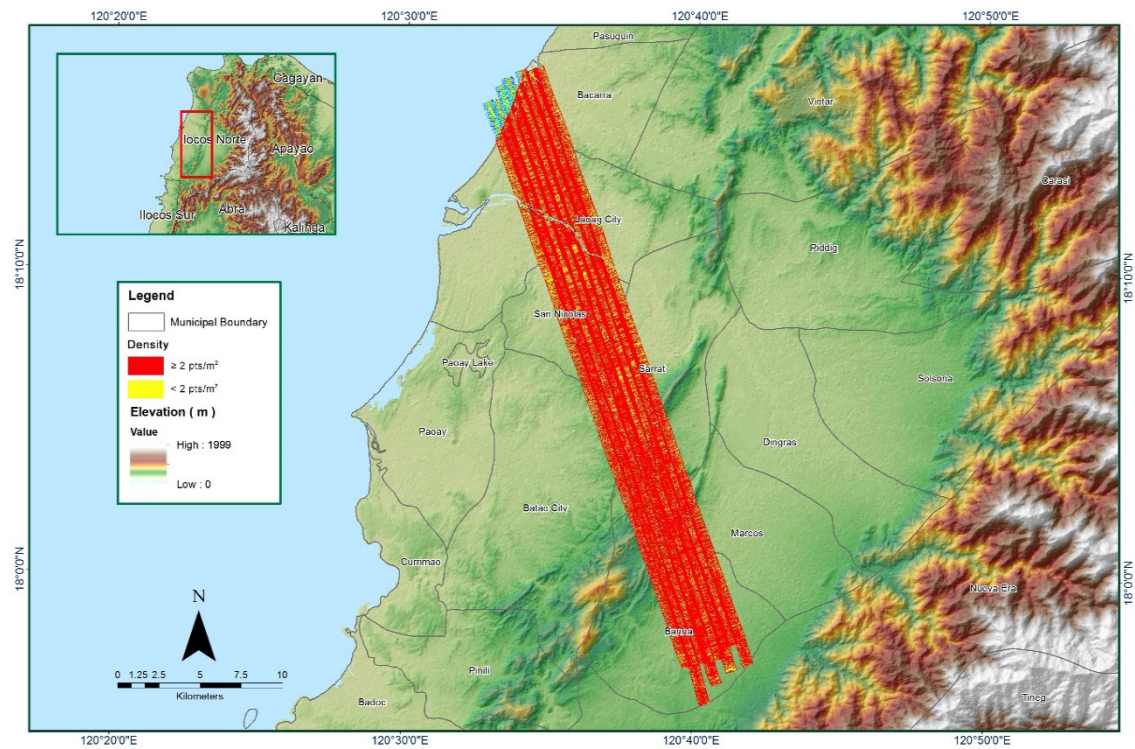 120°20'0"E
120°30'0"E
120°40'0"E
120°50'0"E
Pasuquin
Cagayan
Bacarra
Vintar
Ilocos Norte
Apayao
Carasi
Ilocos Sur
Abra
Kalinga
Laoag City
Piddig
18°10'0"N
18°10'0"N
Legend
Municipal Boundary
Density
≥ 2 pts/m²
< 2 pts/m²
Elevation ( m )
Value
High : 1999
Low : 0
San Nicolas
Paoay Lake
Sarrat
Solsona
Paoay
Dingras
Batac City
Marcos
Currimao
18°0'0"N
18°0'0"N
Nueva Era
N
Banna
Pinili
0 1.25 2.5 5 7.5 10
Kilometers
Badoc
Tineg
120°20'0"E
120°30'0"E
120°40'0"E
120°50'0"E